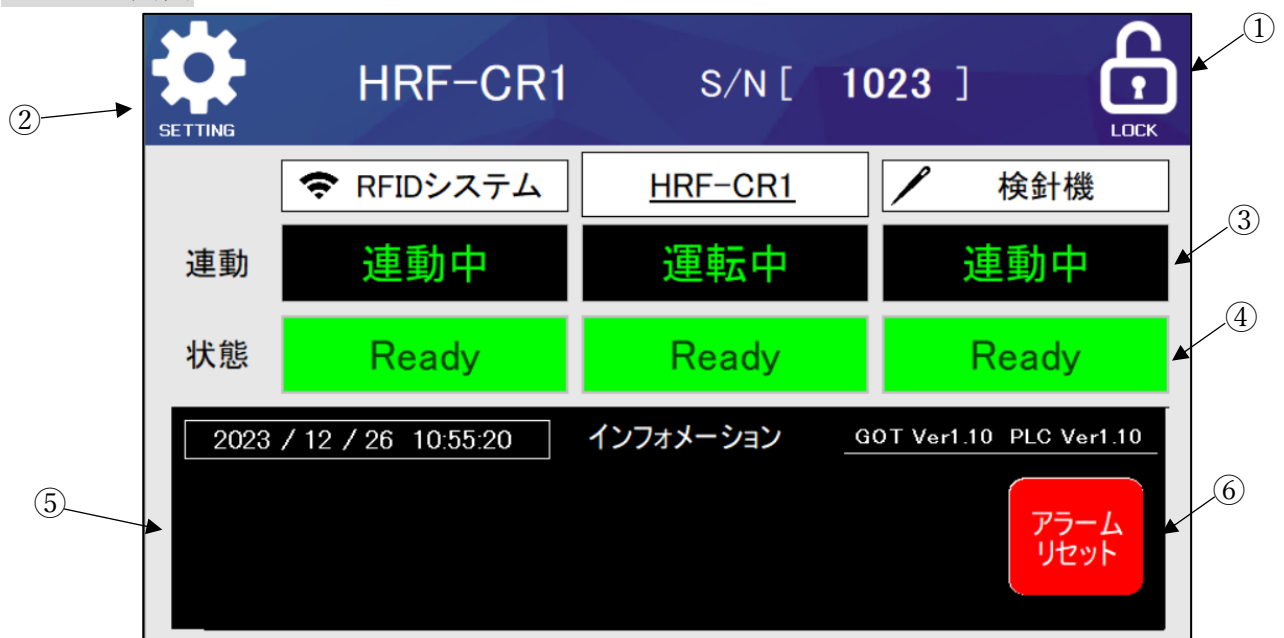 ①
②
SETTING
HRF-CR1
S/N [ 1023 ]
LOCK
RFIDシステム
HRF-CR1
検針機
③
連動
連動中
運転中
連動中
④
状態
Ready
Ready
Ready
2023 / 12 / 26 10:55:20
インフォメーション
GOT Ver1.10 PLC Ver1.10
⑤
⑥
アラーム
リセット